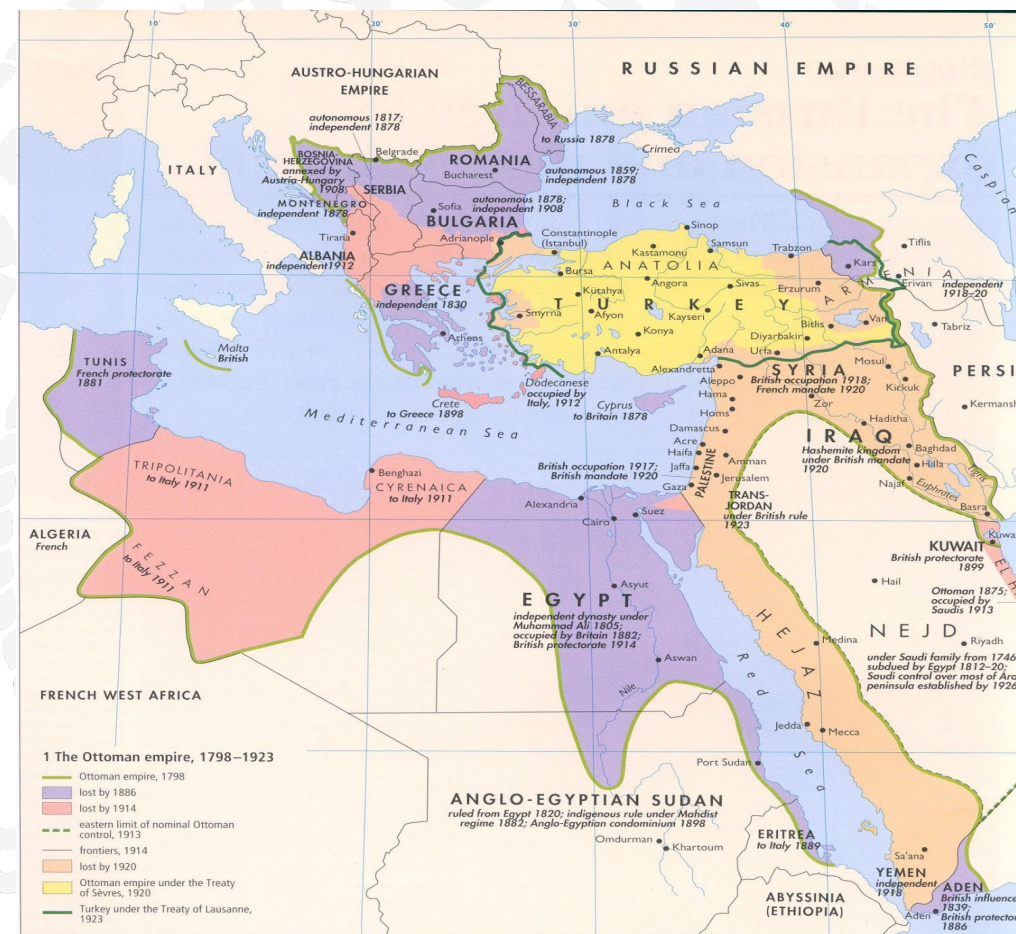 10°
20°
30°
40°
50°
AUSTRO-HUNGARIAN
EMPIRE
RUSSIAN EMPIRE
BESSARABIA
to Russia 1878
autonomous 1817;
independent 1878
Crimea
ITALY
BOSNIA-
HERZEGOVINA
annexed by
Austria-Hungary
1908
Belgrade
ROMANIA
Bucharest
autonomous 1859;
independent 1878
SERBIA
MONTENEGRO
independent 1878
Sofia
autonomous 1878;
independent 1908
BULGARIA
Black Sea
Caspian
Tirana
ALBANIA
independent1912
Adrianople
Constantinople
(Istanbul)
Sinop
Kastamonu
Samsun
Trabzon
Tiflis
Kars
ANATOLIA
Bursa
Angora
Sivas
Erzurum
ARMENIA
independent
1918–20
Erivan
GREECE
independent 1830
Kütahya
TURKEY
Smyrna
Afyon
Kayseri
Bitlis
Van
Tabriz
Athens
Konya
Diyarbakir
Antalya
Adana
Urfa
Malta
British
TUNIS
French protectorate
1881
Dodecanese
occupied by
Italy, 1912
Alexandretta
Aleppo
SYRIA
British occupation 1918;
French mandate 1920
Mosul
Kirkuk
PERSI
Kermansh
Crete
to Greece 1898
Cyprus
to Britain 1878
Hama
Homs
Zor
Haditha
Mediterranean Sea
Damascus
Acre
Haifa
Jaffa
Gaza
PALESTINE
Amman
Jerusalem
IRAQ
Hashemite kingdom
under British mandate
1920
Baghdad
Hilla
Najaf
Tigris
Euphrates
Basra
TRIPOLITANIA
to Italy 1911
Benghazi
CYRENAICA
to Italy 1911
British occupation 1917;
British mandate 1920
Alexandria
Cairo
Suez
TRANS-
JORDAN
under British rule
1923
ALGERIA
French
FEZZAN
to Italy 1911
Kuwa
KUWAIT
British protectorate
1899
EL H
Hail
Ottoman 1875;
occupied by
Saudis 1913
Asyut
EGYPT
independent dynasty under
Muhammad Ali 1805;
occupied by Britain 1882;
British protectorate 1914
Aswan
Nile
HEJAZ
Medina
NEJD
Riyadh
under Saudi family from 1746
subdued by Egypt 1812–20;
Saudi control over most of Ara
peninsula established by 1926
Red Sea
FRENCH WEST AFRICA
Jedda
Mecca
Port Sudan
1 The Ottoman empire, 1798–1923
Ottoman empire, 1798
lost by 1886
lost by 1914
eastern limit of nominal Ottoman
control, 1913
frontiers, 1914
lost by 1920
Ottoman empire under the Treaty
of Sèvres, 1920
Turkey under the Treaty of Lausanne,
1923
ANGLO-EGYPTIAN SUDAN
ruled from Egypt 1820; indigenous rule under Mahdist
regime 1882; Anglo-Egyptian condominium 1898
Omdurman
Khartoum
ERITREA
to Italy 1889
ABYSSINIA
(ETHIOPIA)
Sa'ana
YEMEN
independent
1918
ADEN
British influence
1839;
British protector
1886
Aden